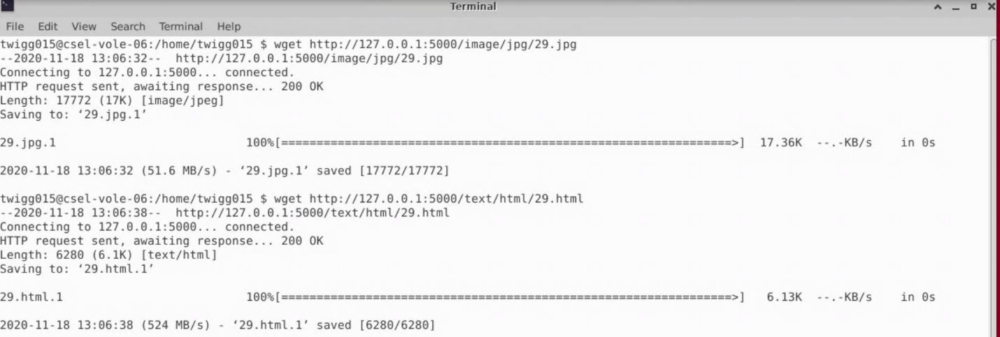 Terminal
File Edit View Search Terminal Help
twigg015@csel-vole-06:/home/twigg015 $ wget http://127.0.0.1:5000/image/jpg/29.jpg
--2020-11-18 13:06:32--  http://127.0.0.1:5000/image/jpg/29.jpg
Connecting to 127.0.0.1:5000... connected.
HTTP request sent, awaiting response... 200 OK
Length: 17772 (17K) [image/jpeg]
Saving to: ‘29.jpg.1’
29.jpg.1 100%[================================================================>] 17.36K --.-KB/s in 0s
2020-11-18 13:06:32 (51.6 MB/s) - ‘29.jpg.1’ saved [17772/17772]
twigg015@csel-vole-06:/home/twigg015 $ wget http://127.0.0.1:5000/text/html/29.html
--2020-11-18 13:06:38--  http://127.0.0.1:5000/text/html/29.html
Connecting to 127.0.0.1:5000... connected.
HTTP request sent, awaiting response... 200 OK
Length: 6280 (6.1K) [text/html]
Saving to: ‘29.html.1’
29.html.1 100%[================================================================>] 6.13K --.-KB/s in 0s
2020-11-18 13:06:38 (524 MB/s) - ‘29.html.1’ saved [6280/6280]